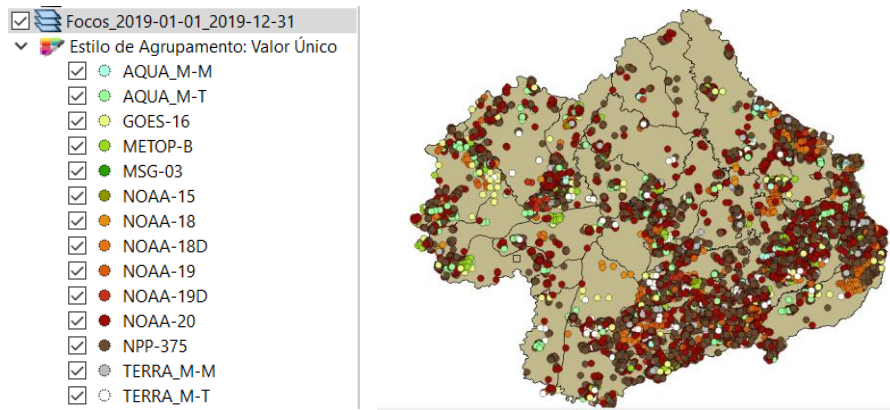 Focos_2019-01-01_2019-12-31
Estilo de Agrupamento: Valor Único
AQUA_M-M
AQUA_M-T
GOES-16
METOP-B
MSG-03
NOAA-15
NOAA-18
NOAA-18D
NOAA-19
NOAA-19D
NOAA-20
NPP-375
TERRA_M-M
TERRA_M-T